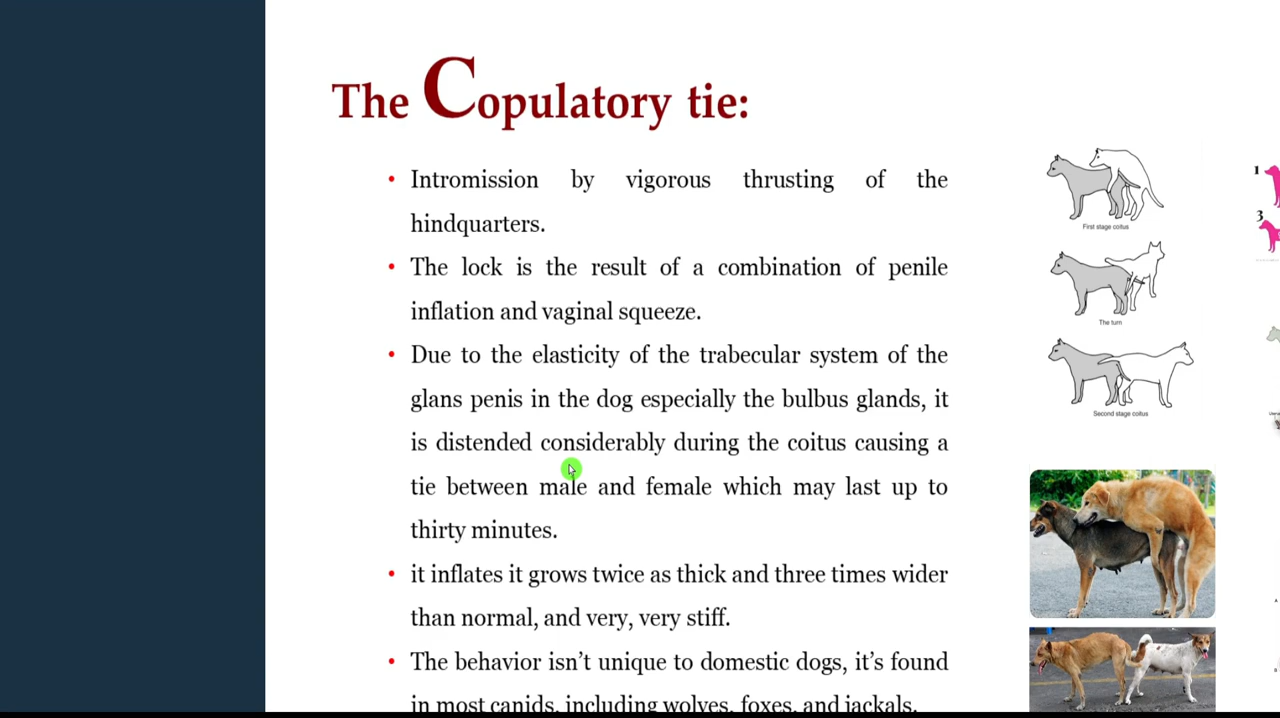 The Copulatory tie:
• Intromission by vigorous thrusting of the
hindquarters.
• The lock is the result of a combination of penile
inflation and vaginal squeeze.
• Due to the elasticity of the trabecular system of the
glans penis in the dog especially the bulbus glands, it
is distended considerably during the coitus causing a
tie between male and female which may last up to
thirty minutes.
• it inflates it grows twice as thick and three times wider
than normal, and very, very stiff.
• The behavior isn't unique to domestic dogs, it's found
in most canids, including wolves, foxes, and jackals.
First stage coitus
The turn
Second stage coitus
1
3